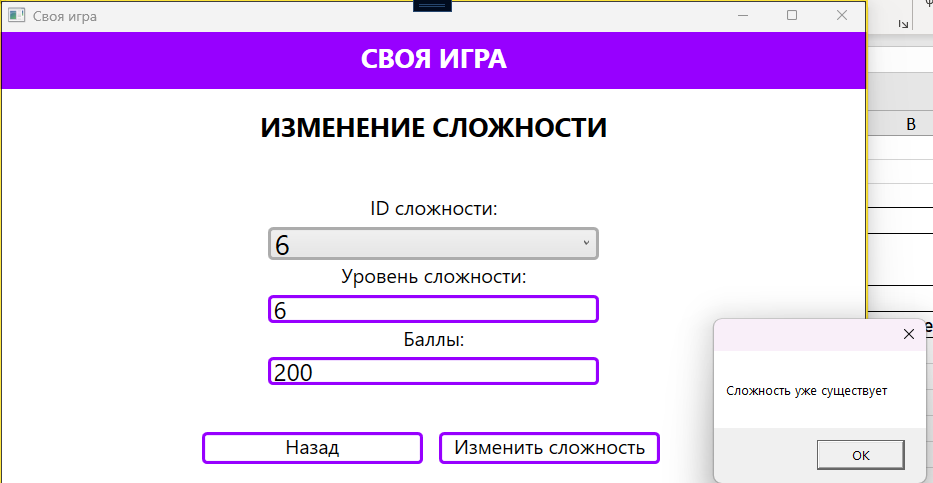 Своя игра
СВОЯ ИГРА
ИЗМЕНЕНИЕ СЛОЖНОСТИ
B
ID сложности:
6
Уровень сложности:
6
Баллы:
200
Назад
Изменить сложность
Сложность уже существует
ОК